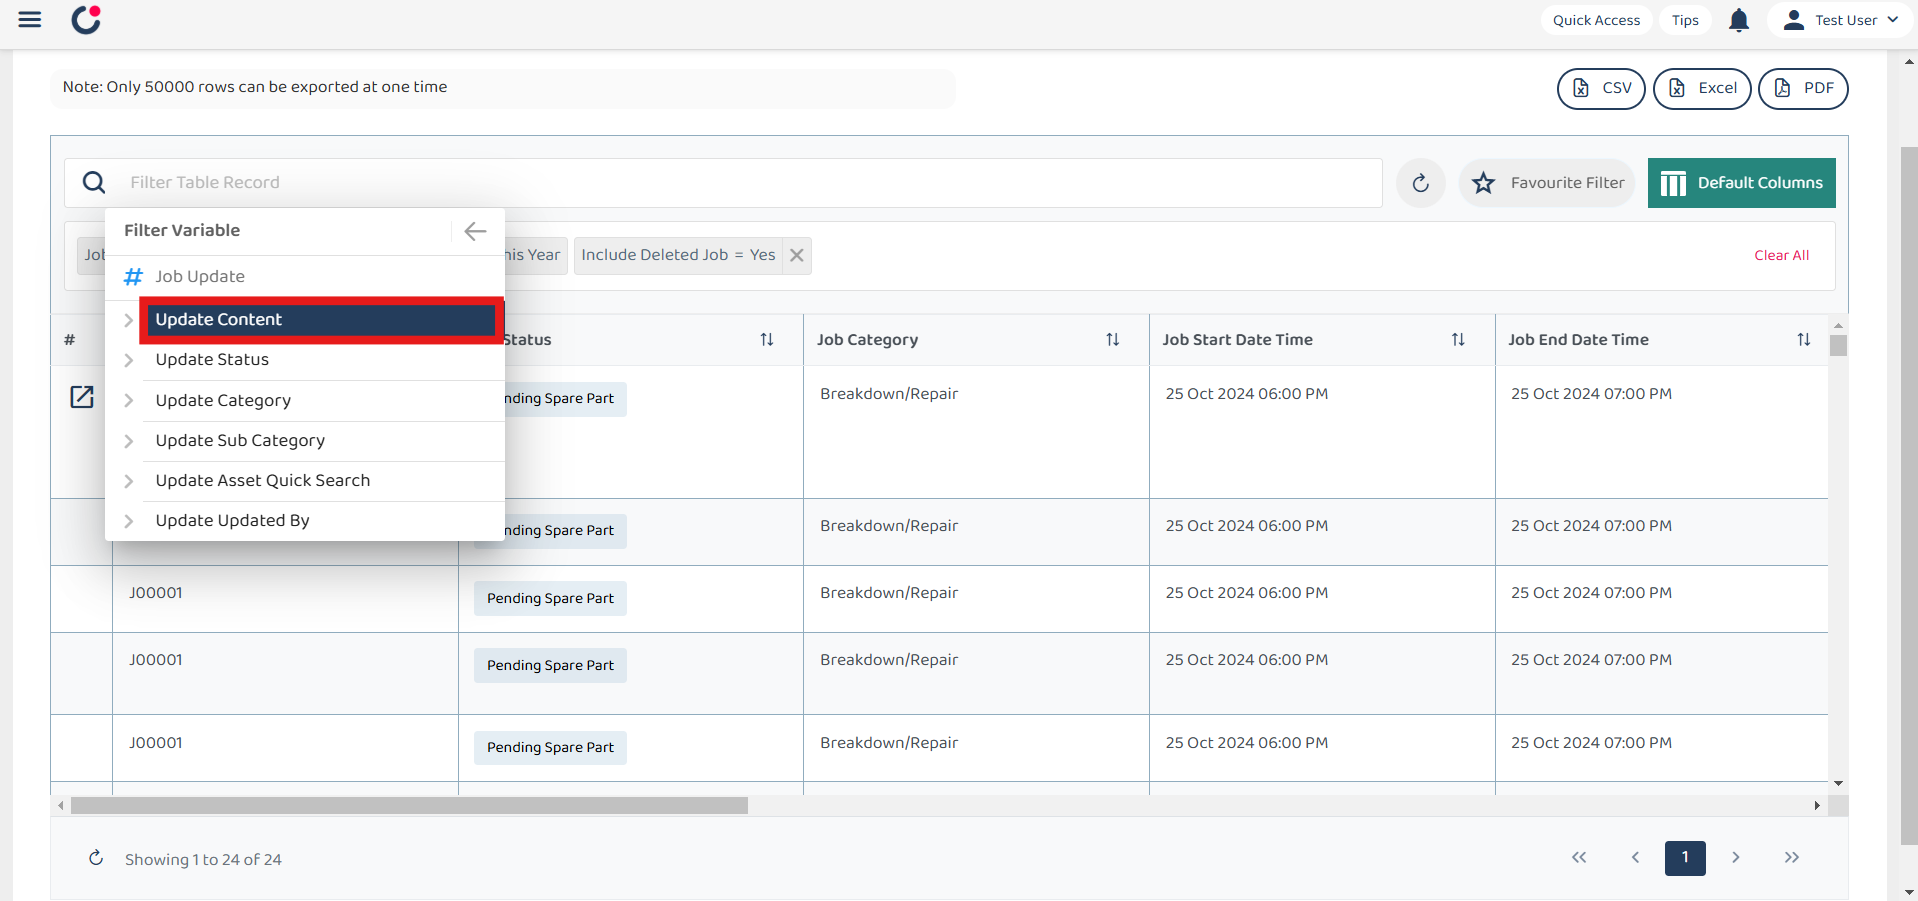 Quick Access Tips Test User
Note: Only 50000 rows can be exported at one time
CSV Excel PDF
Filter Table Record
Favourite Filter Default Columns
Filter Variable
his Year Include Deleted Job = Yes Clear All
# Job Update
Update Content
Update Status
Update Category
Update Sub Category
Update Asset Quick Search
Update Updated By
# Status Job Category Job Start Date Time Job End Date Time
nding Spare Part Breakdown/Repair 25 Oct 2024 06:00 PM 25 Oct 2024 07:00 PM
nding Spare Part Breakdown/Repair 25 Oct 2024 06:00 PM 25 Oct 2024 07:00 PM
J00001 Pending Spare Part Breakdown/Repair 25 Oct 2024 06:00 PM 25 Oct 2024 07:00 PM
J00001 Pending Spare Part Breakdown/Repair 25 Oct 2024 06:00 PM 25 Oct 2024 07:00 PM
J00001 Pending Spare Part Breakdown/Repair 25 Oct 2024 06:00 PM 25 Oct 2024 07:00 PM
Showing 1 to 24 of 24 << < 1 > >>